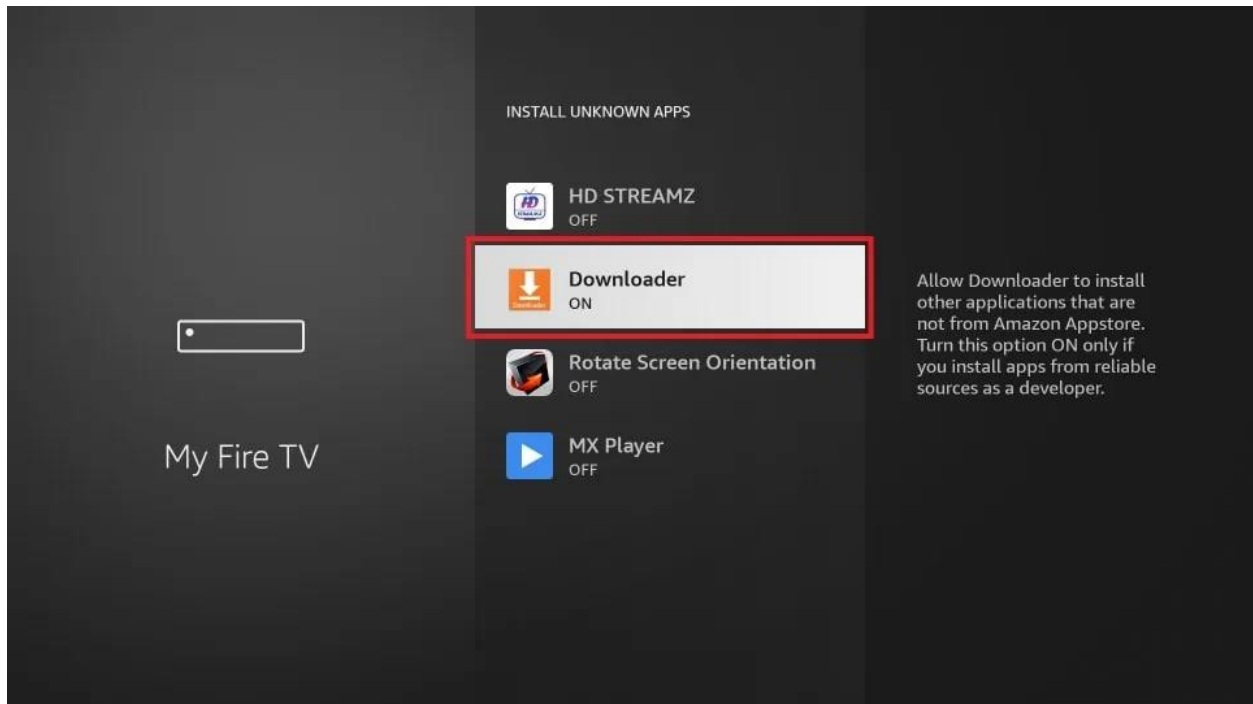 INSTALL UNKNOWN APPS
HD STREAMZ
OFF
Downloader
ON
Rotate Screen Orientation
OFF
MX Player
OFF
My Fire TV
Allow Downloader to install
other applications that are
not from Amazon Appstore.
Turn this option ON only if
you install apps from reliable
sources as a developer.